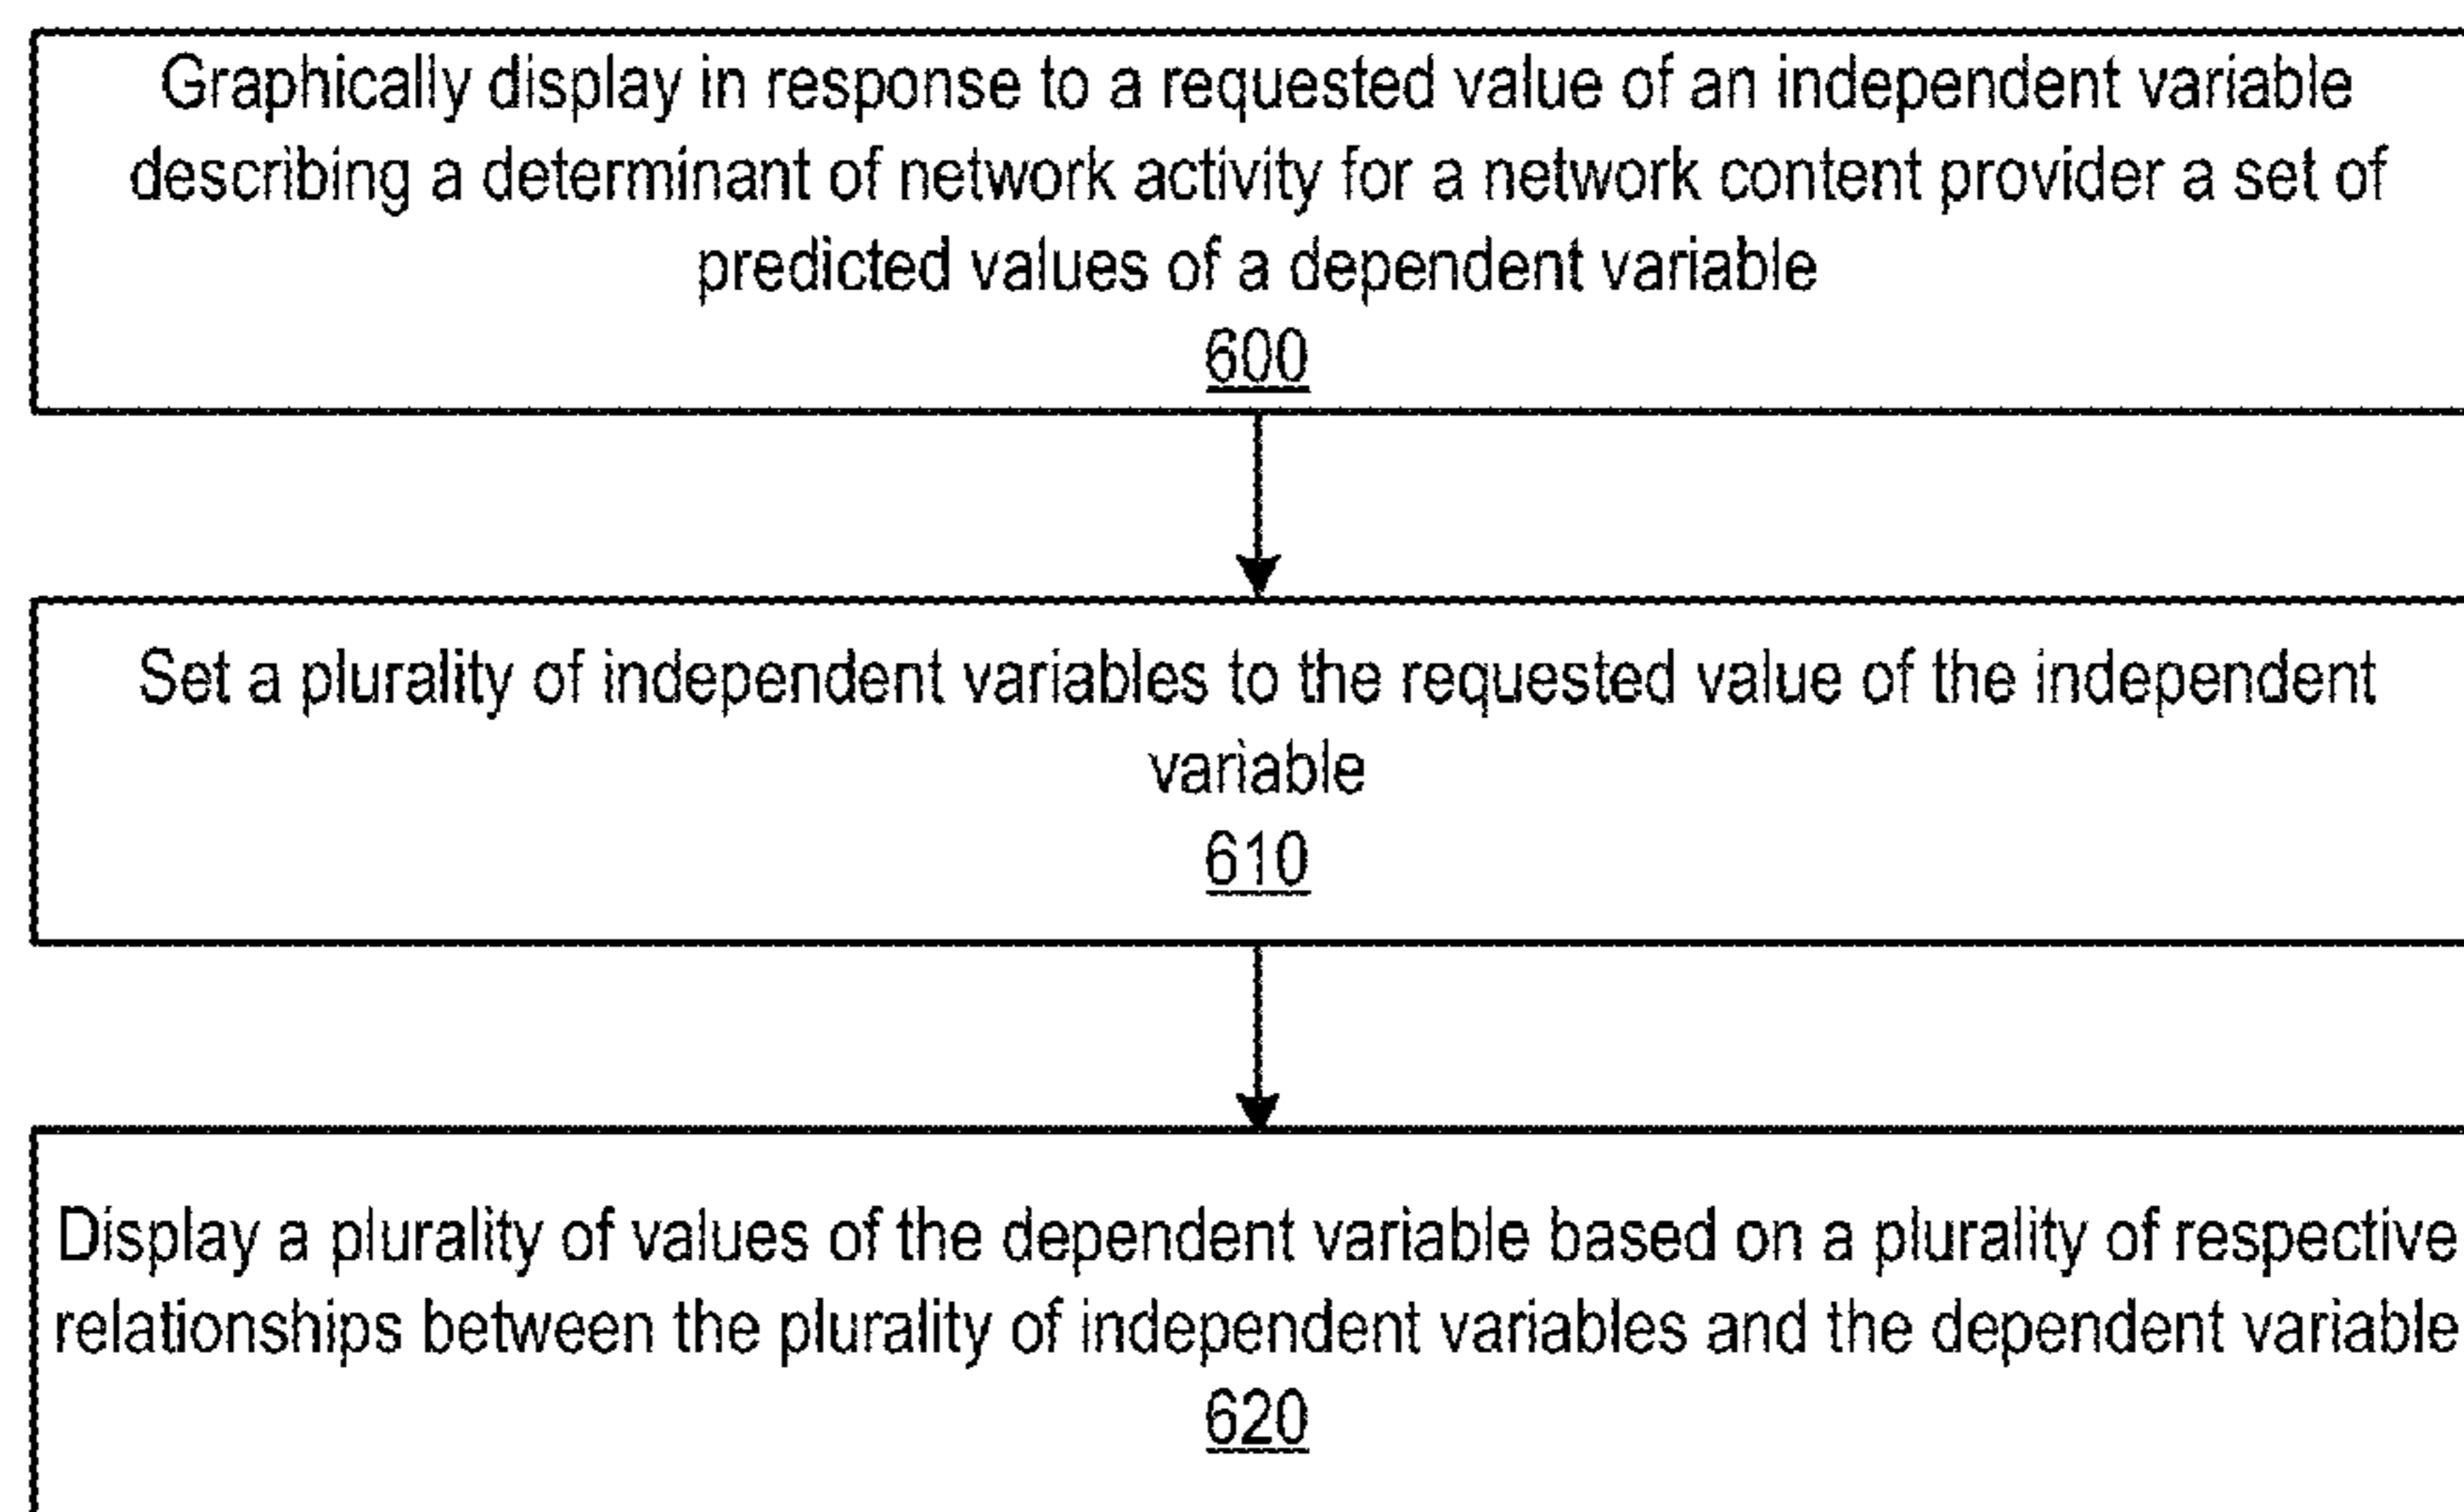 Graphically display in response to a requested value of an independent variable
describing a determinant of network activity for a network content provider a set of
predicted values of a dependent variable
600
Set a plurality of independent variables to the requested value of the independent
variable
610
Display a plurality of values of the dependent variable based on a plurality of respective
relationships between the plurality of independent variables and the dependent variable
620